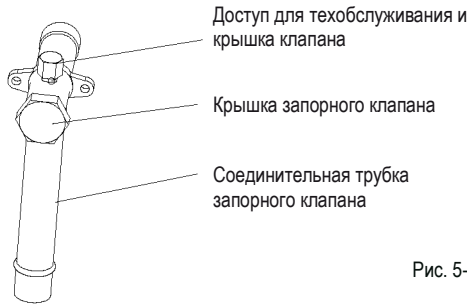 Доступ для техобслуживания и
крышка клапана
Крышка запорного клапана
Соединительная трубка
запорного клапана
Рис. 5-